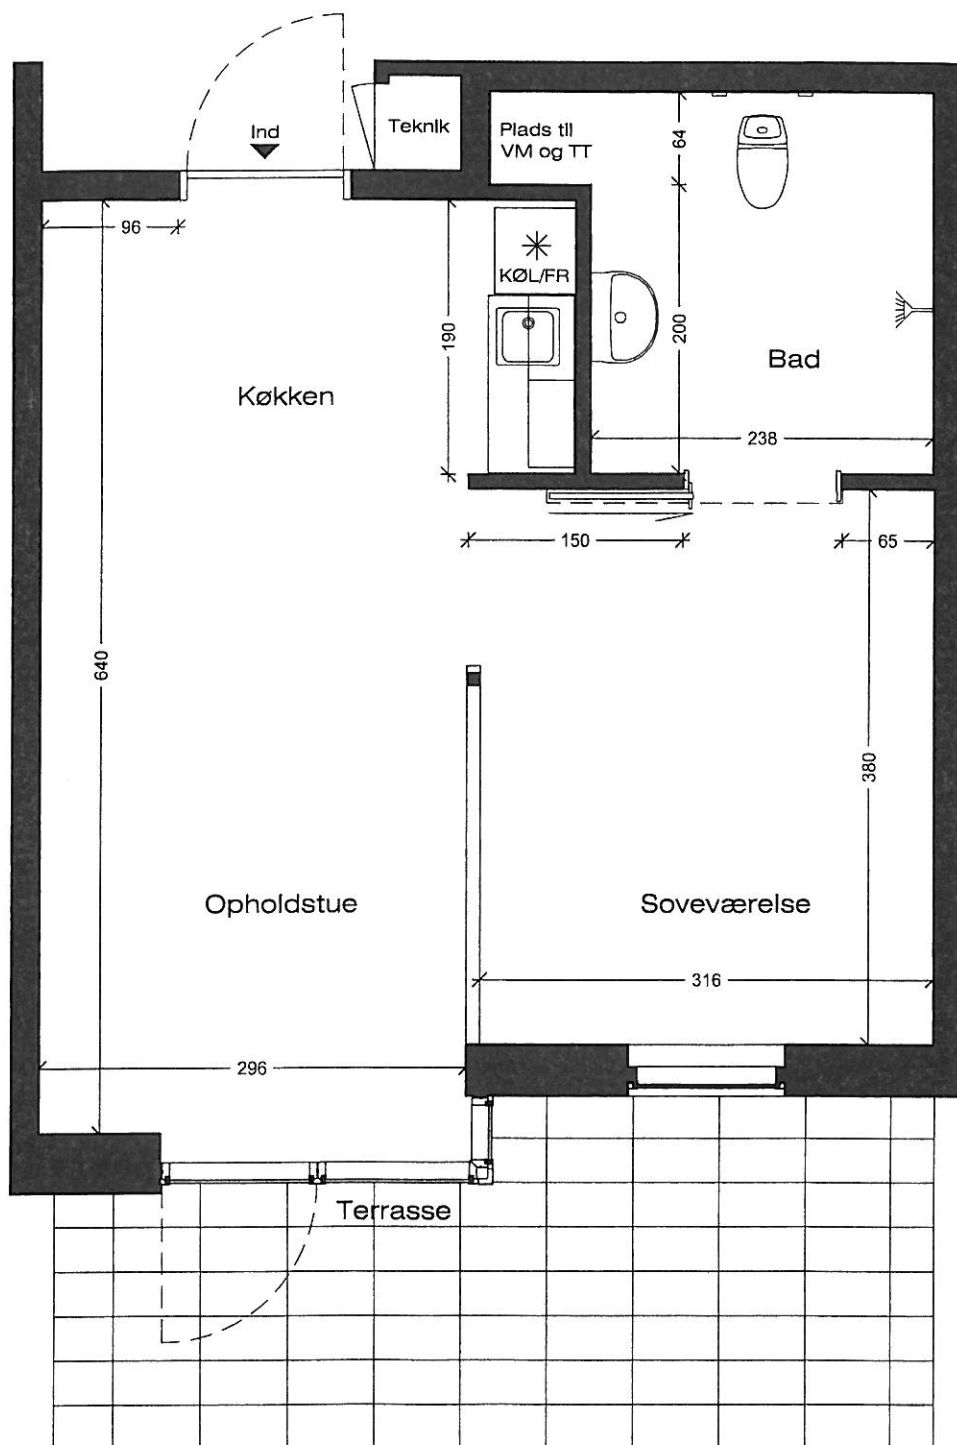 Ind
Teknik
Plads til
VM og TT
64
96
KØL/FR
190
200
Køkken
Bad
238
150
65
640
380
Opholdstue
Soveværelse
316
296
Terrasse